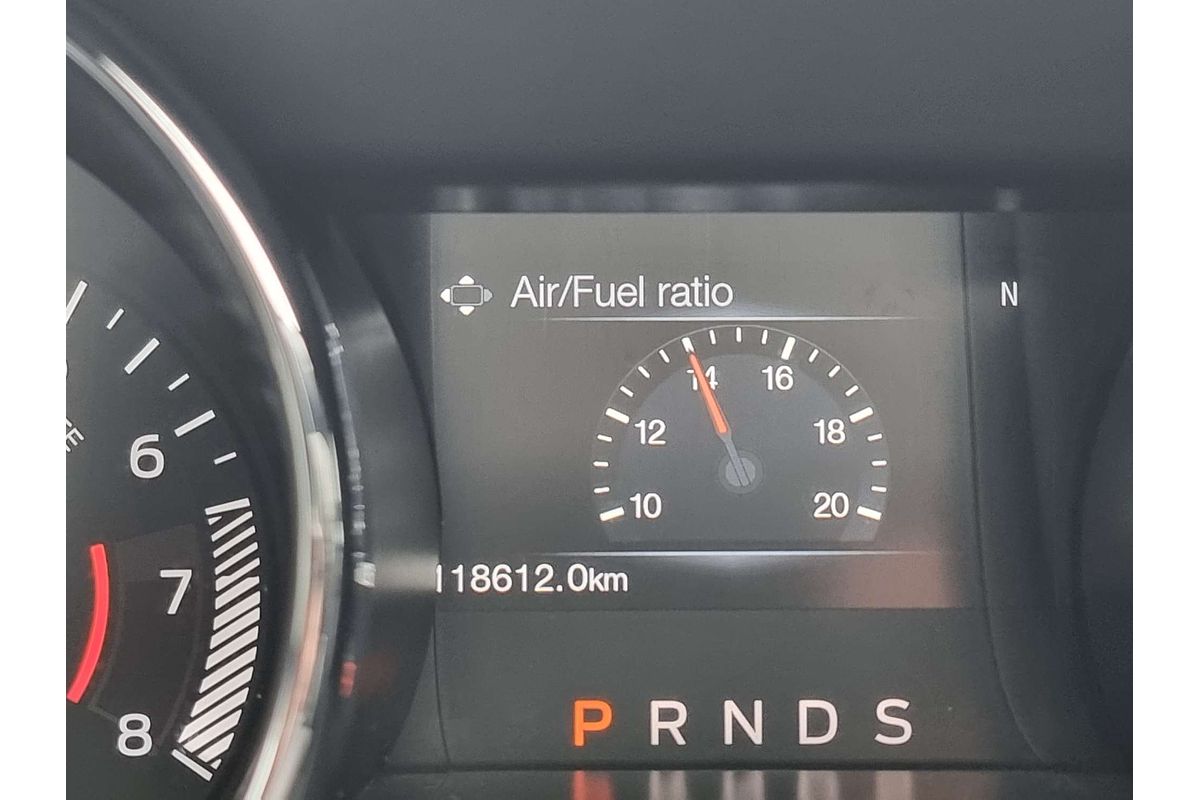 Air/Fuel ratio
N
14 16
12 18
10 20
118612.0km
P R N D S
6
7
8